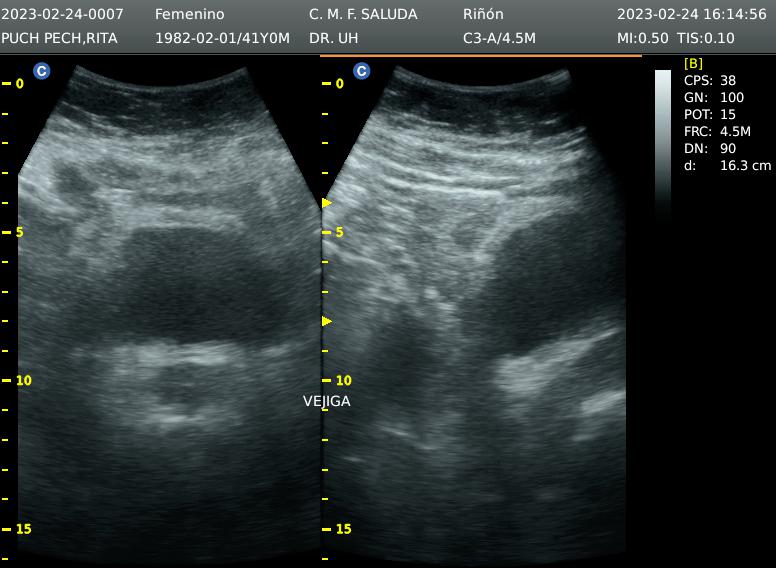 2023-02-24-0007 Femenino C. M. F. SALUDA Riñón 2023-02-24 16:14:56
PUCH PECH,RITA 1982-02-01/41Y0M DR. UH C3-A/4.5M MI:0.50 TIS:0.10
C C [B]
0 0 CPS: 38
GN: 100
POT: 15
FRC: 4.5M
DN: 90
d: 16.3 cm
5 5
10 10
VEJIGA
15 15